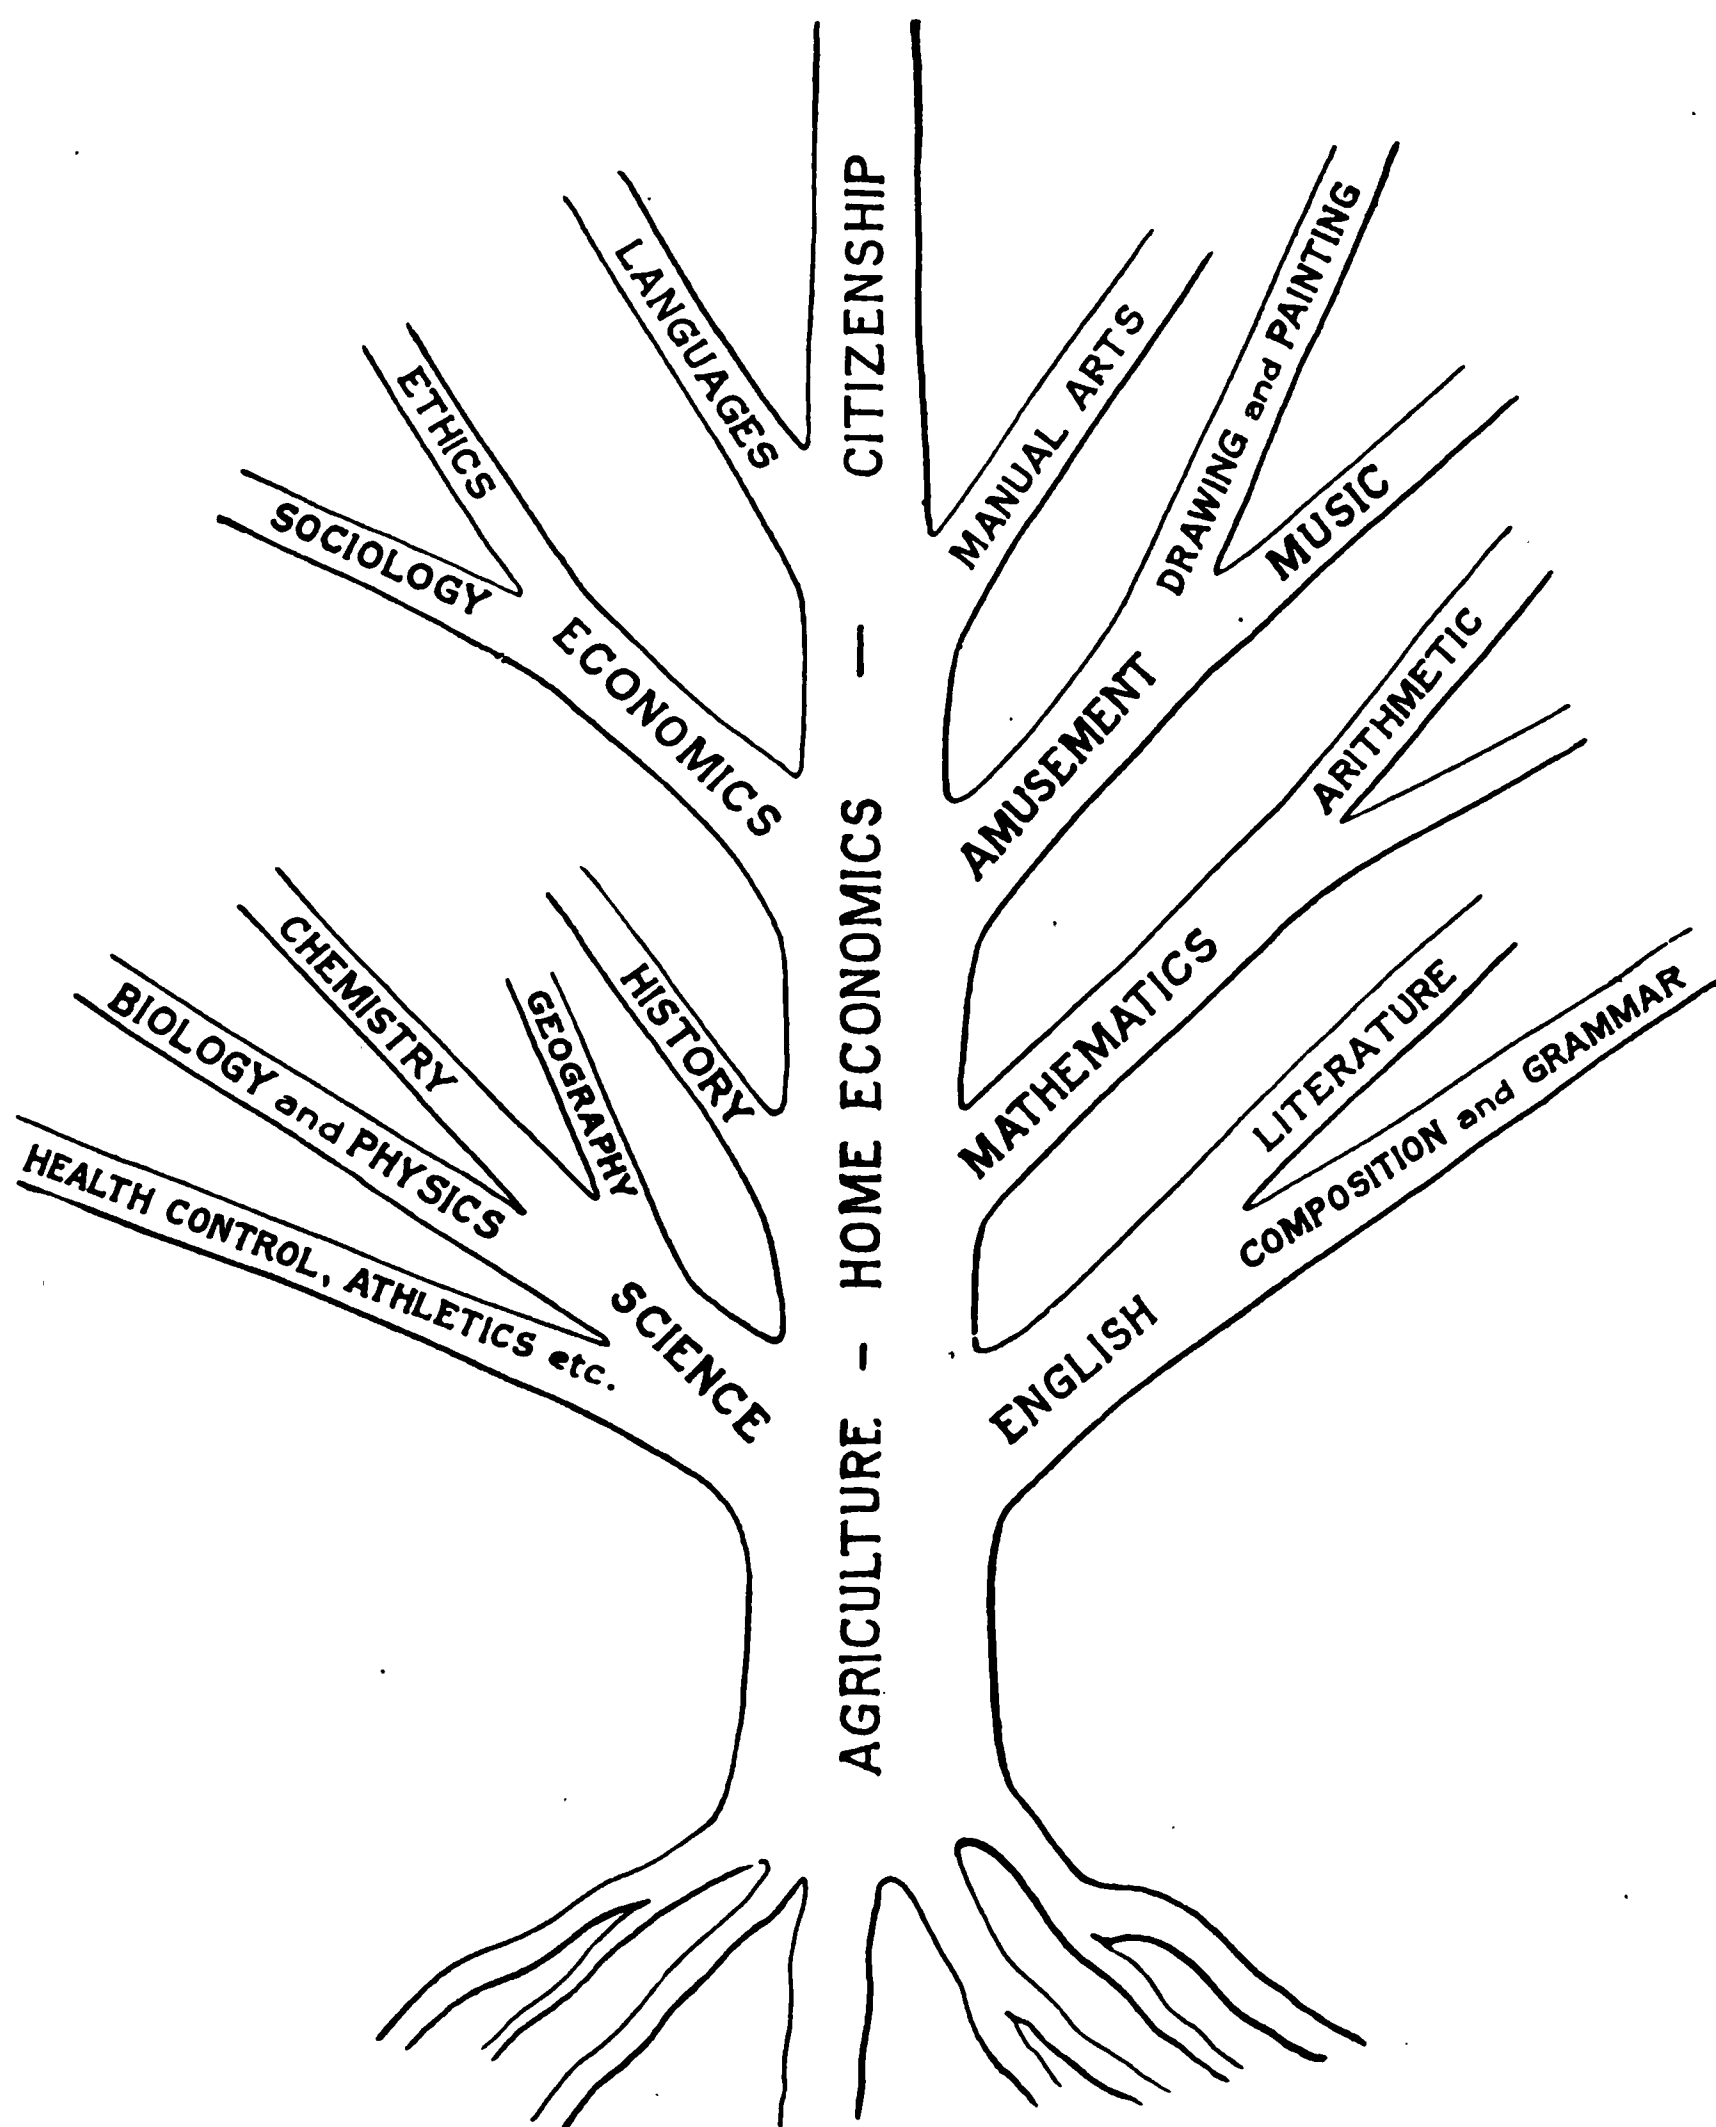 CITIZENSHIP
LANGUAGES
ETHICS
SOCIOLOGY
ECONOMICS
MANUAL ARTS
DRAWING and PAINTING
MUSIC
AMUSEMENT
ARITHMETIC
MATHEMATICS
HOME ECONOMICS
HISTORY
GEOGRAPHY
CHEMISTRY
BIOLOGY and PHYSICS
HEALTH CONTROL, ATHLETICS etc.
SCIENCE
LITERATURE
COMPOSITION and GRAMMAR
ENGLISH
AGRICULTURE